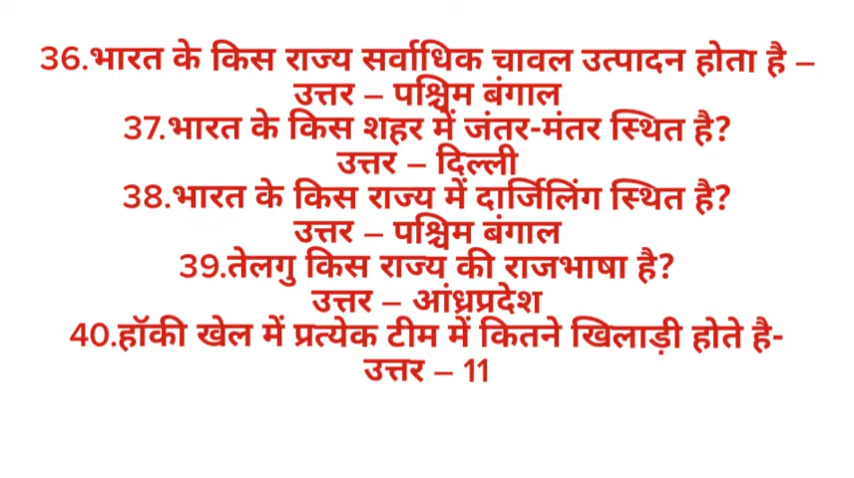 36.भारत के किस राज्य सर्वाधिक चावल उत्पादन होता है –
उत्तर – पश्चिम बंगाल
37.भारत के किस शहर में जंतर-मंतर स्थित है?
उत्तर – दिल्ली
38.भारत के किस राज्य में दार्जिलिंग स्थित है?
उत्तर – पश्चिम बंगाल
39.तेलगु किस राज्य की राजभाषा है?
उत्तर – आंध्रप्रदेश
40.हॉकी खेल में प्रत्येक टीम में कितने खिलाड़ी होते है-
उत्तर – 11